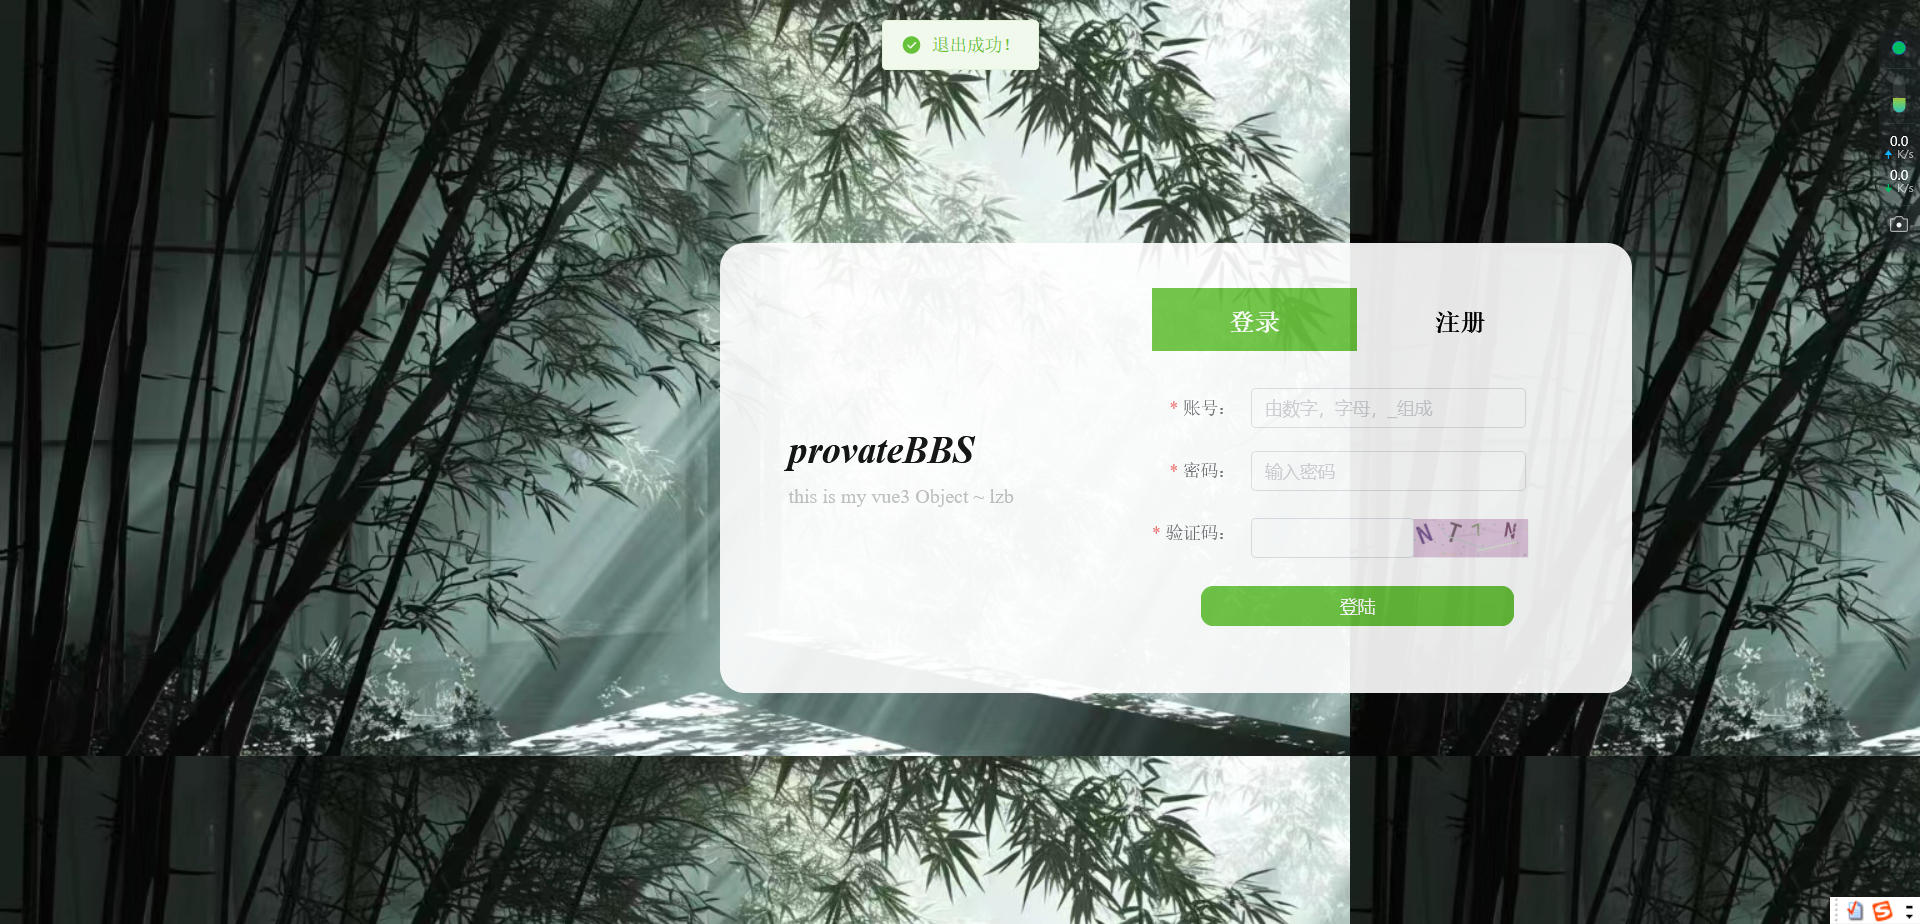 退出成功！
0.0
K/s
0.0
K/s
登录 注册
* 账号：
由数字，字母，_组成
provateBBS
* 密码：
输入密码
this is my vue3 Object ~ lzb
* 验证码：
N T 7 N
登陆